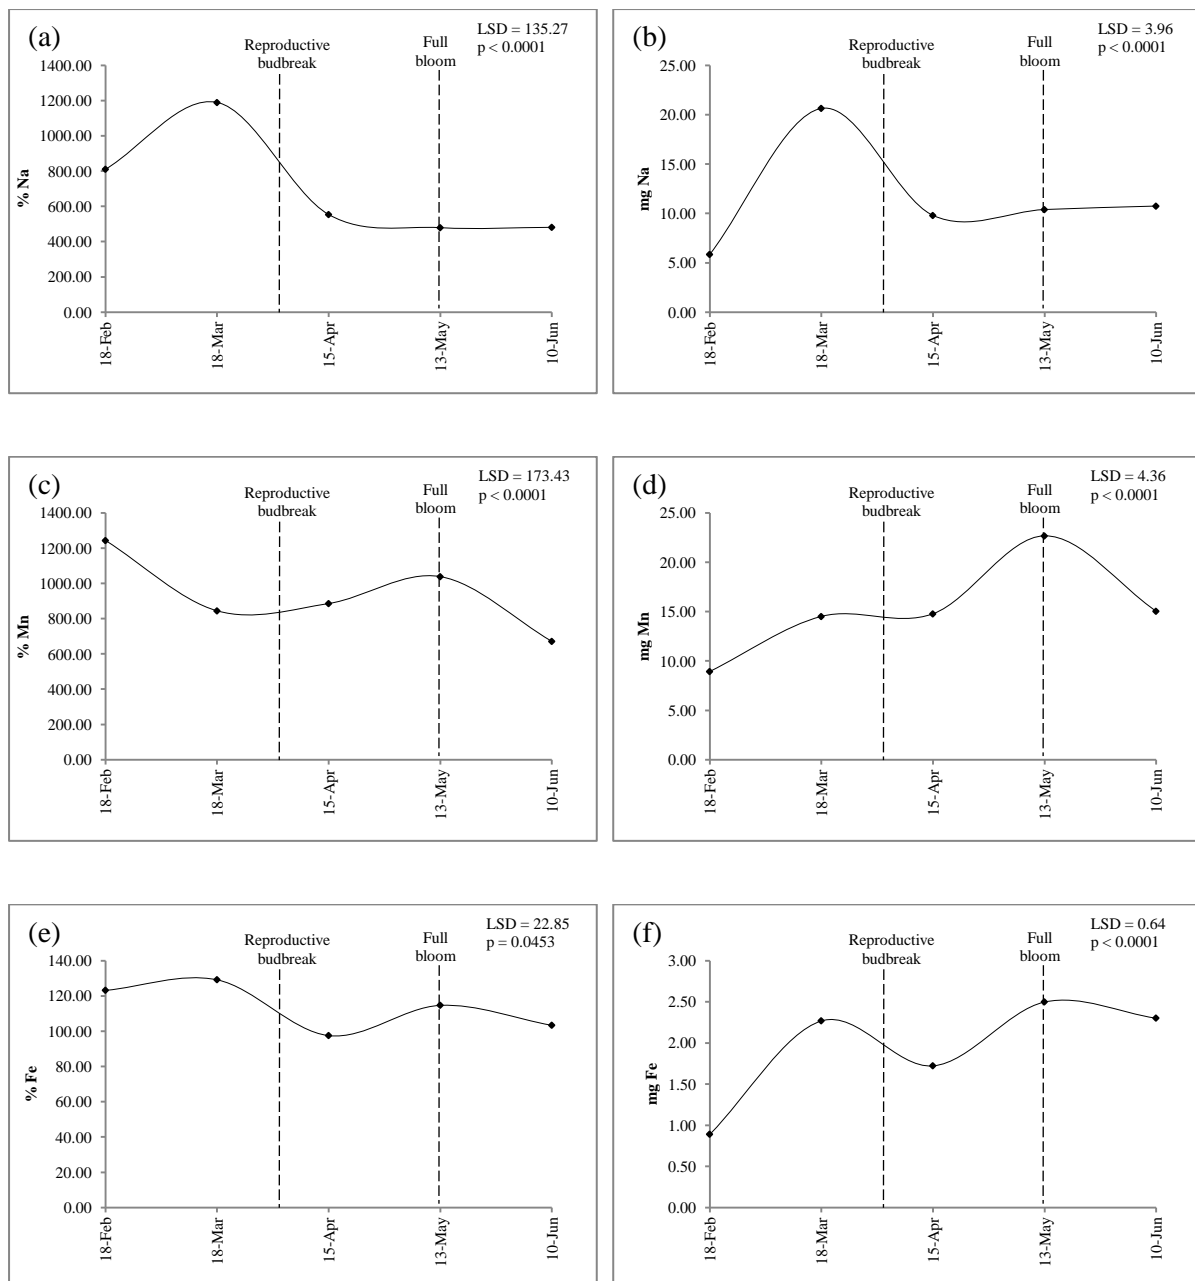 (a)
LSD = 135.27
p < 0.0001
Reproductive
budbreak
Full
bloom
1400.00
1200.00
1000.00
800.00
600.00
400.00
200.00
0.00
% Na
18-Feb
18-Mar
15-Apr
13-May
10-Jun
(b)
LSD = 3.96
p < 0.0001
Reproductive
budbreak
Full
bloom
25.00
20.00
15.00
10.00
5.00
0.00
mg Na
18-Feb
18-Mar
15-Apr
13-May
10-Jun
(c)
LSD = 173.43
p < 0.0001
Reproductive
budbreak
Full
bloom
1400.00
1200.00
1000.00
800.00
600.00
400.00
200.00
0.00
% Mn
18-Feb
18-Mar
15-Apr
13-May
10-Jun
(d)
LSD = 4.36
p < 0.0001
Reproductive
budbreak
Full
bloom
25.00
20.00
15.00
10.00
5.00
0.00
mg Mn
18-Feb
18-Mar
15-Apr
13-May
10-Jun
(e)
LSD = 22.85
p = 0.0453
Reproductive
budbreak
Full
bloom
140.00
120.00
100.00
80.00
60.00
40.00
20.00
0.00
% Fe
18-Feb
18-Mar
15-Apr
13-May
10-Jun
(f)
LSD = 0.64
p < 0.0001
Reproductive
budbreak
Full
bloom
3.00
2.50
2.00
1.50
1.00
0.50
0.00
mg Fe
18-Feb
18-Mar
15-Apr
13-May
10-Jun